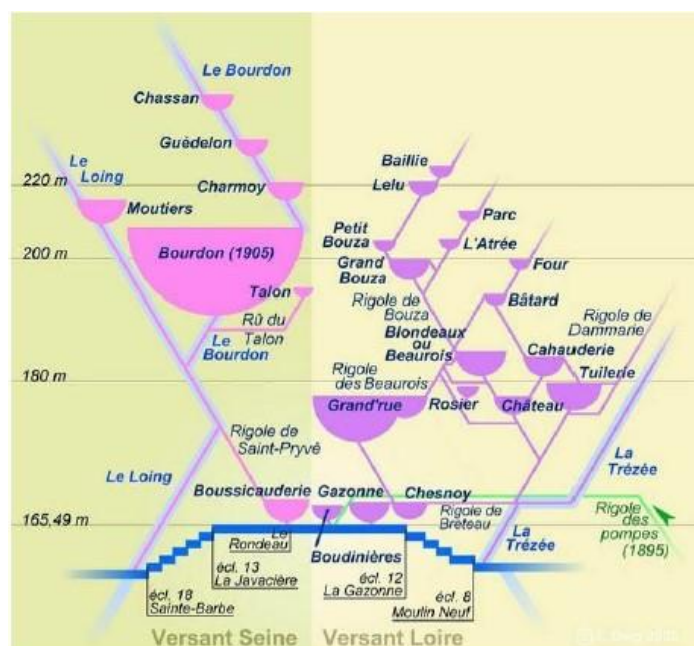 Le Bourdon
Chassan
Guèdelon
Le
Loing
Baillie
Lelu
220 m
Charmoy
Moutiers
Parc
Petit
Bouza
L'Atrée
200 m
Bourdon (1905)
Grand
Bouza
Four
Talon
Rigole de
Bouza
Bâtard
Rigole de
Dammarie
Rû du
Talon
Le
Bourdon
Blondeaux
ou
Beaurois
Cahauderie
Rigole
des Beaurois
Tuilerie
180 m
Grand'rue
Rosier
Château
Rigole de
Saint-Pryvé
La
Trézée
Le Loing
Boussicauderie
Gazonne
Chesnoy
165,49 m
Le
Rondeau
Boudinières
Rigole de
Breteau
La
Trézée
Rigole
des
pompes
(1895)
écl. 13
La Javacière
écl. 12
La Gazonne
écl. 18
Sainte-Barbe
écl. 8
Moulin Neuf
Versant Seine
Versant Loire